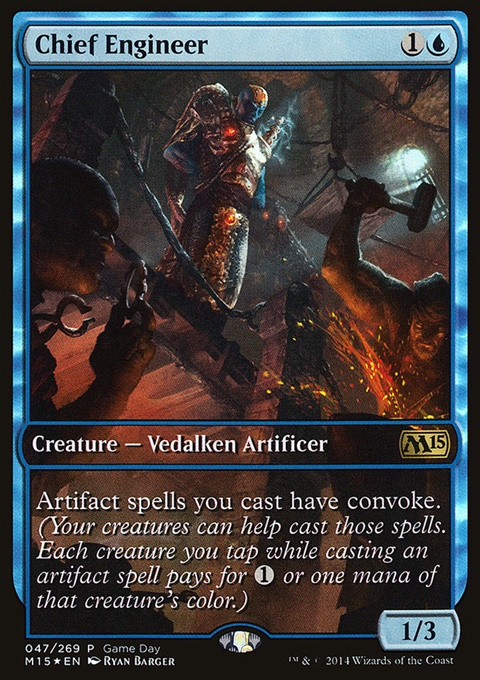 Chief Engineer 1
Creature — Vedalken Artificer M15
Artifact spells you cast have convoke.
(Your creatures can help cast those spells.
Each creature you tap while casting an
artifact spell pays for 1 or one mana of
that creature's color.)
1/3
047/269 P Game Day
M15★EN Ryan Barger ™ & © 2014 Wizards of the Coast